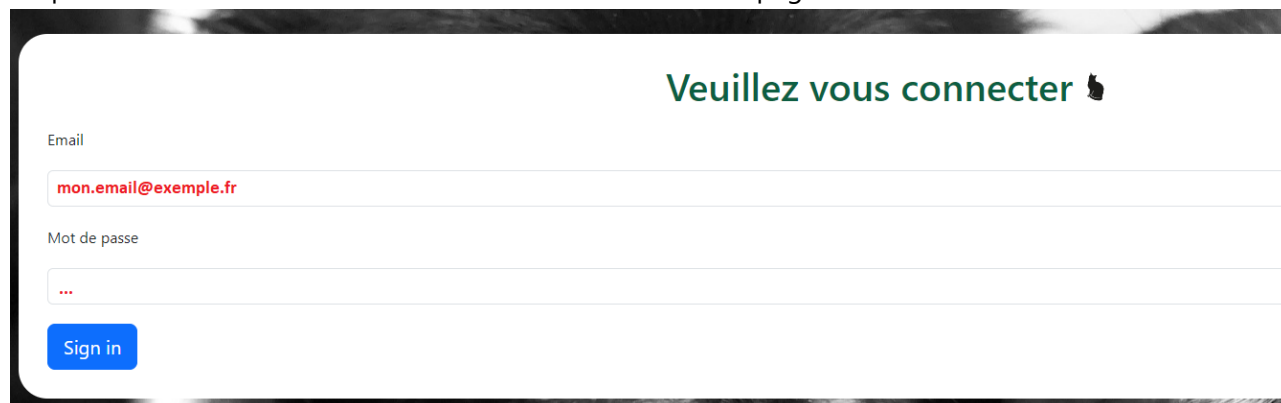 Veuillez vous connecter
Email
mon.email@exemple.fr
Mot de passe
...
Sign in